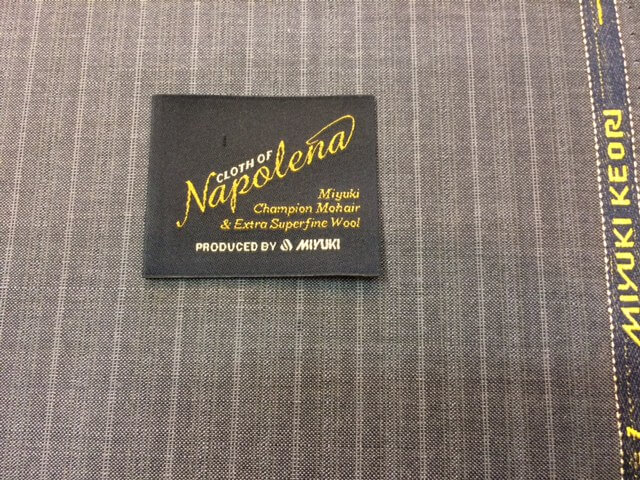 CLOTH OF
Napolena
Miyuki
Champion Mohair
& Extra Superfine Wool
PRODUCED BY MIYUKI
MIYUKI KEORI